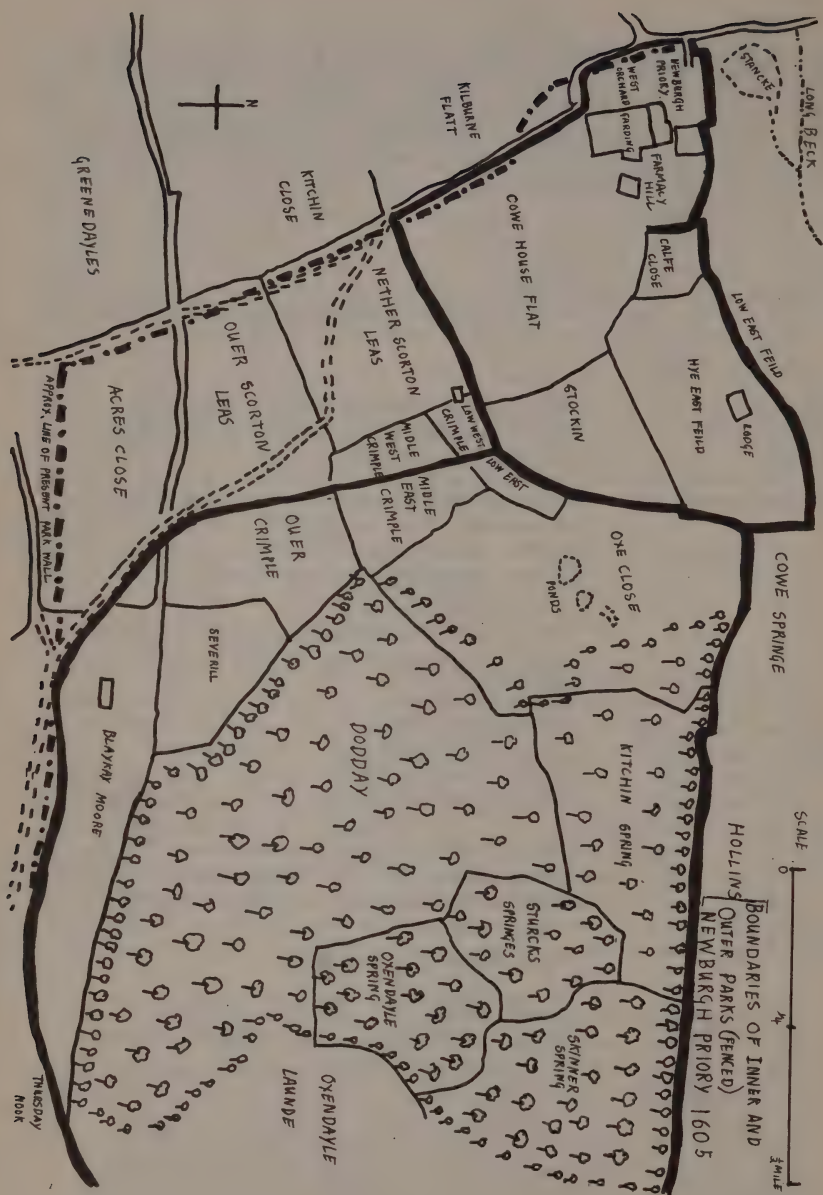 SCALE
0
¼
½ MILE
BOUNDARIES OF INNER AND
OUTER PARKS (FENCED)
NEWBURGH PRIORY 1605
LONG BECK
STANCKE
COWE SPRINGE
HOLLINS
LOW EAST FEILD
HYE EAST FEILD
LODGE
NEWBURGH
PRIORY
WEST
ORCHARD
GARDING
FARMACY
HILL
CALFE
CLOSE
COWE HOUSE FLAT
STOCKIN
OXE CLOSE
PONDS
KITCHIN SPRING
STURCKS
SPRINGES
SKINNER
SPRING
OXENDAYLE
SPRING
OXENDAYLE
LAUNDE
DODDAY
KILBURNE
FLATT
LOW EAST
LOW WEST
CRIMPLE
NETHER SCORTON
LEAS
MIDLE
WEST
CRIMPLE
MIDLE
EAST
CRIMPLE
KITCHIN
CLOSE
OUER SCORTON
LEAS
OUER
CRIMPLE
SEVERILL
N
ACRES CLOSE
BLAYKAY MOORE
GREENEDAYLES
APPROX. LINE OF PRESENT PARK WALL
THURSDAY
NOOK